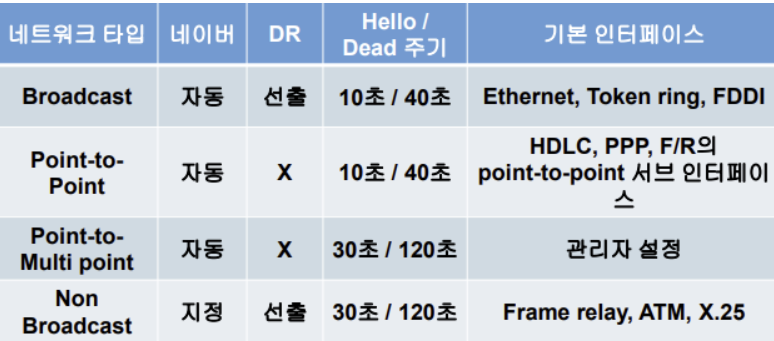 네트워크 타입 네이버 DR Hello /
Dead 주기 기본 인터페이스
Broadcast 자동 선출 10초 / 40초 Ethernet, Token ring, FDDI
Point-to-
Point 자동 X 10초 / 40초 HDLC, PPP, F/R의
point-to-point 서브 인터페이
스
Point-to-
Multi point 자동 X 30초 / 120초 관리자 설정
Non
Broadcast 지정 선출 30초 / 120초 Frame relay, ATM, X.25